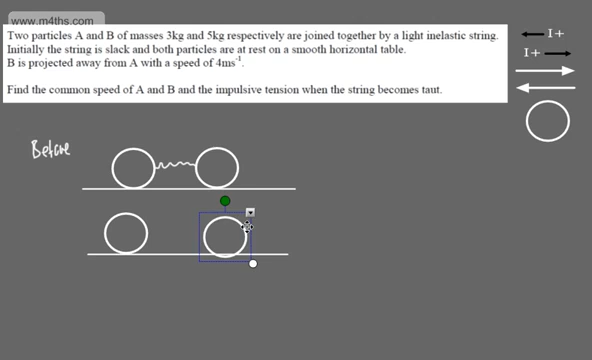 www.m4ths.com
Two particles A and B of masses 3kg and 5kg respectively are joined together by a light inelastic string.
Initially the string is slack and both particles are at rest on a smooth horizontal table.
B is projected away from A with a speed of 4ms⁻¹.
Find the common speed of A and B and the impulsive tension when the string becomes taut.
I+
I+
Before